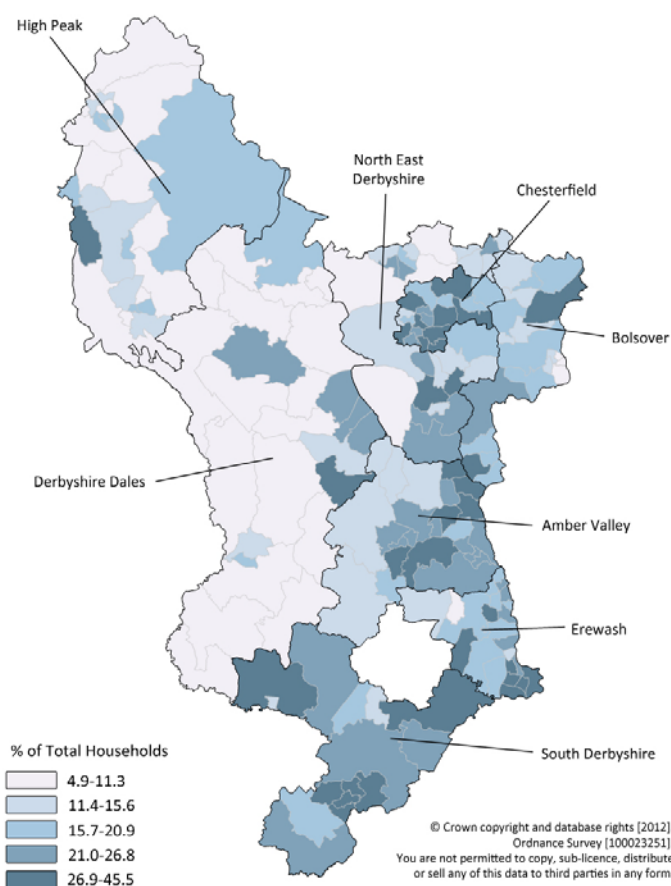 High Peak
North East
Derbyshire
Chesterfield
Bolsover
Derbyshire Dales
Amber Valley
Erewash
South Derbyshire
% of Total Households
4.9-11.3
11.4-15.6
15.7-20.9
21.0-26.8
26.9-45.5
© Crown copyright and database rights [2012]
Ordnance Survey [100023251]
You are not permitted to copy, sub-licence, distribute
or sell any of this data to third parties in any form